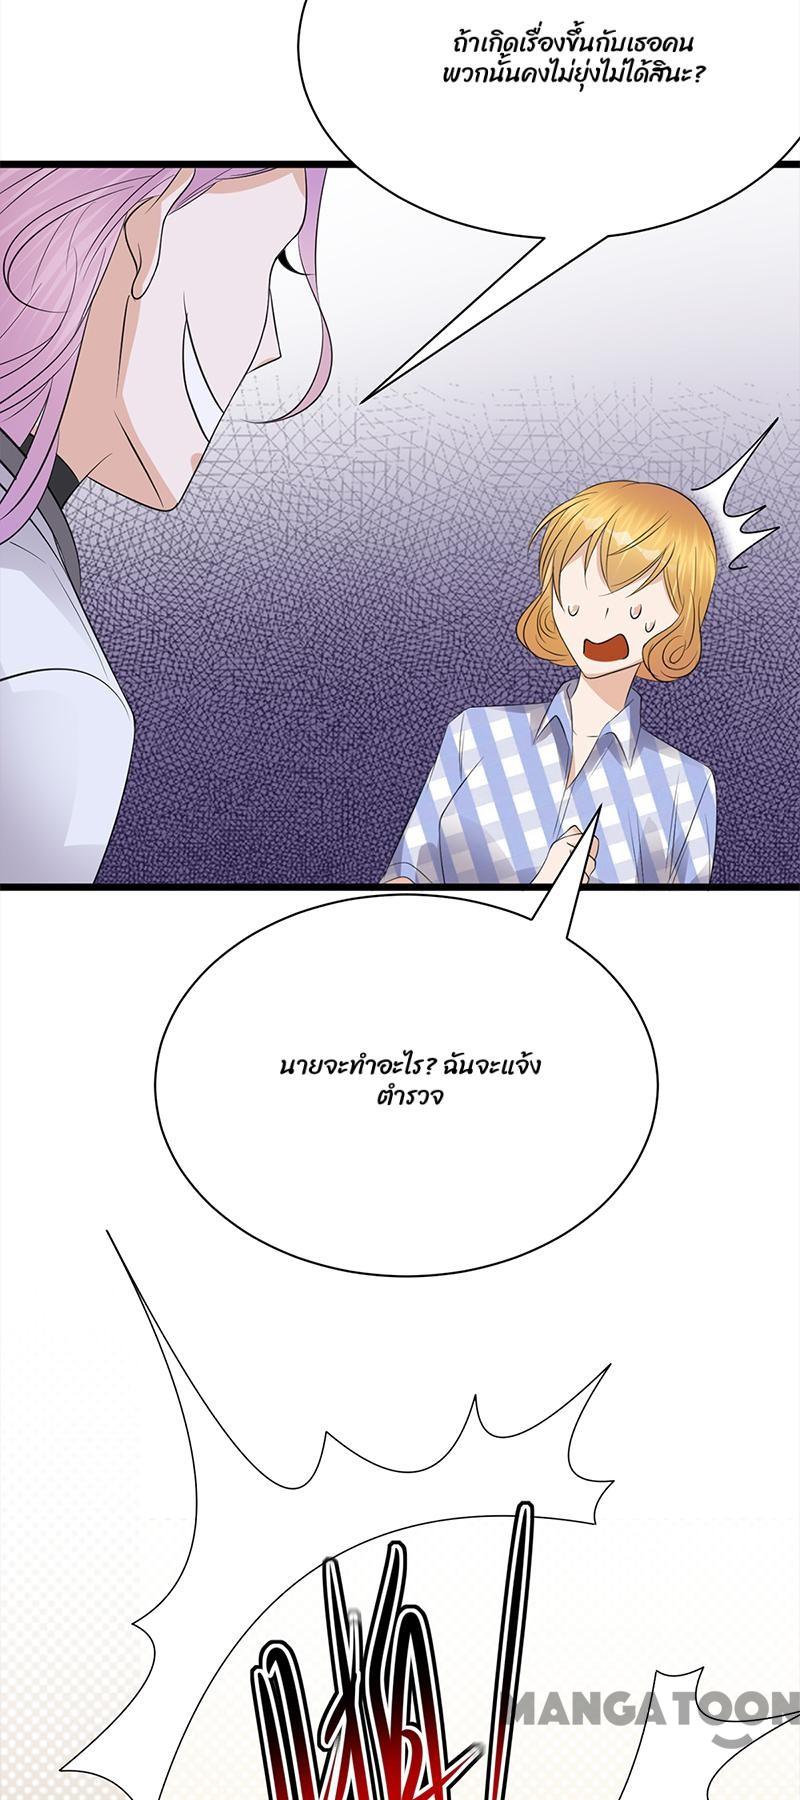 ถ้าเกิดเรื่องขึ้นกับเธอคน
พวกนั้นคงไม่ยุ่งไม่ได้สินะ?
นายจะทำอะไร? ฉันจะแจ้ง
ตำรวจ
MANGATOON